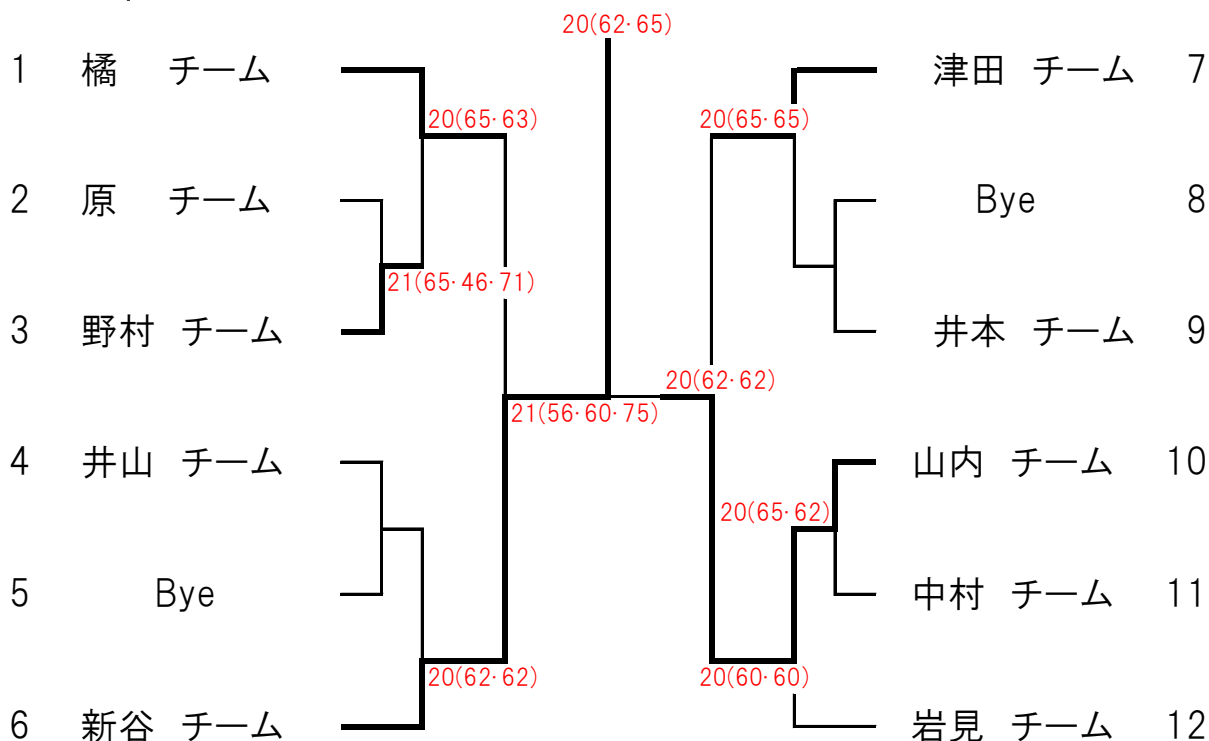 20(62·65)
1 橘 チーム
津田 チーム 7
20(65·63)
20(65·65)
2 原 チーム
Bye 8
21(65·46·71)
3 野村 チーム
井本 チーム 9
20(62·62)
21(56·60·75)
4 井山 チーム
山内 チーム 10
20(65·62)
5 Bye
中村 チーム 11
20(62·62)
20(60·60)
6 新谷 チーム
岩見 チーム 12